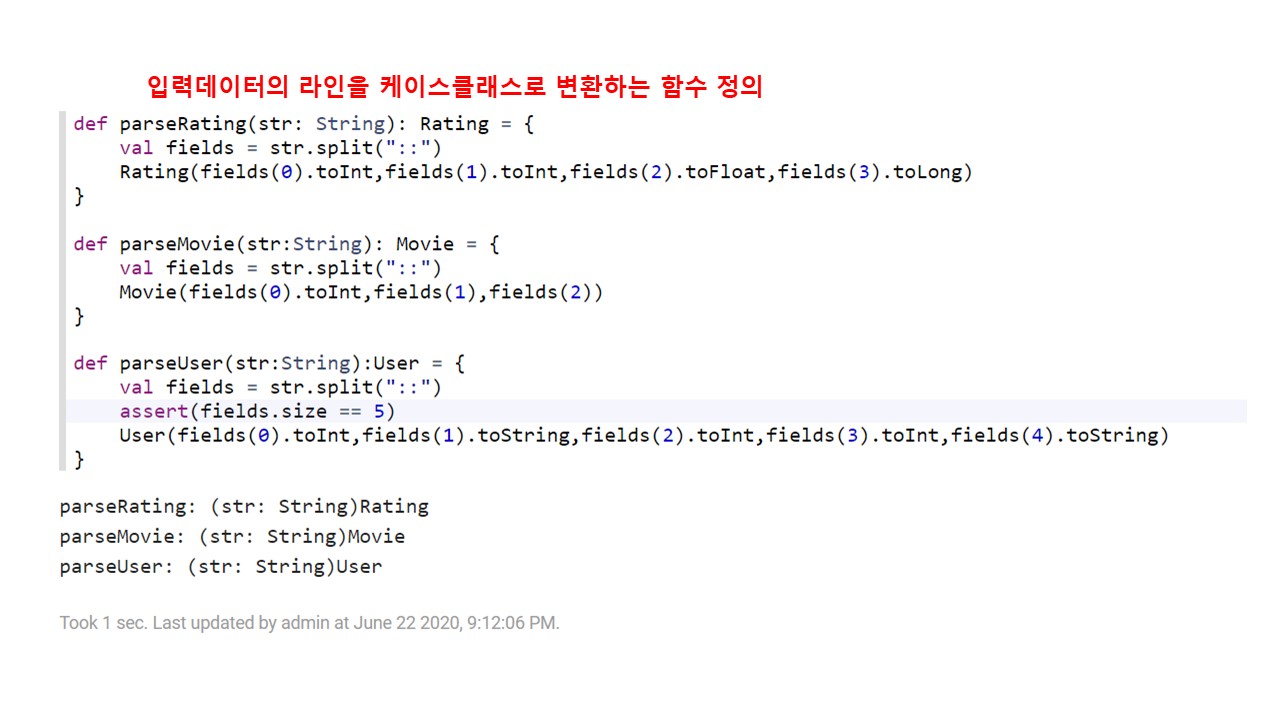 입력데이터의 라인을 케이스클래스로 변환하는 함수 정의
def parseRating(str: String): Rating = {
    val fields = str.split("::")
    Rating(fields(0).toInt,fields(1).toInt,fields(2).toFloat,fields(3).toLong)
}

def parseMovie(str:String): Movie = {
    val fields = str.split("::")
    Movie(fields(0).toInt,fields(1),fields(2))
}

def parseUser(str:String):User = {
    val fields = str.split("::")
    assert(fields.size == 5)
    User(fields(0).toInt,fields(1).toString,fields(2).toInt,fields(3).toInt,fields(4).toString)
}
parseRating: (str: String)Rating
parseMovie: (str: String)Movie
parseUser: (str: String)User
Took 1 sec. Last updated by admin at June 22 2020, 9:12:06 PM.